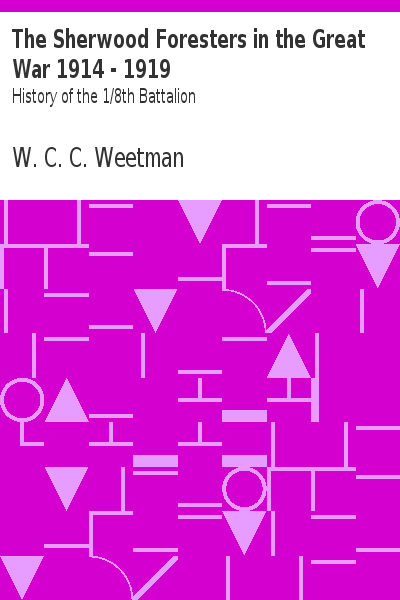 The Sherwood Foresters in the Great
War 1914 - 1919
History of the 1/8th Battalion
W. C. C. Weetman